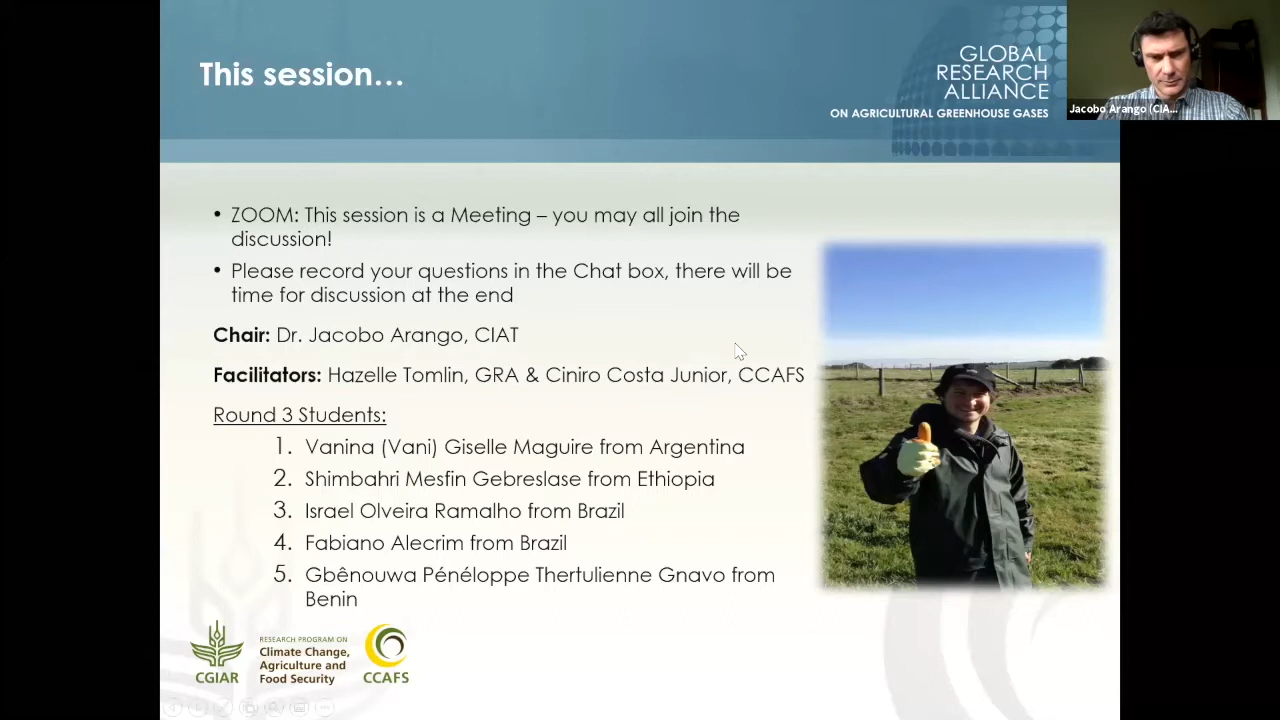 This session…
GLOBAL
RESEARCH
ALLIANCE
ON AGRICULTURAL GREENHOUSE GASES
Jacobo Arango (CIA...
• ZOOM: This session is a Meeting – you may all join the
discussion!
• Please record your questions in the Chat box, there will be
time for discussion at the end
Chair: Dr. Jacobo Arango, CIAT
Facilitators: Hazelle Tomlin, GRA & Ciniro Costa Junior, CCAFS
Round 3 Students:
1. Vanina (Vani) Giselle Maguire from Argentina
2. Shimbahri Mesfin Gebreslase from Ethiopia
3. Israel Olveira Ramalho from Brazil
4. Fabiano Alecrim from Brazil
5. Gbênouwa Pénéloppe Thertulienne Gnavo from
Benin
CGIAR
RESEARCH PROGRAM ON
Climate Change,
Agriculture and
Food Security
CCAFS